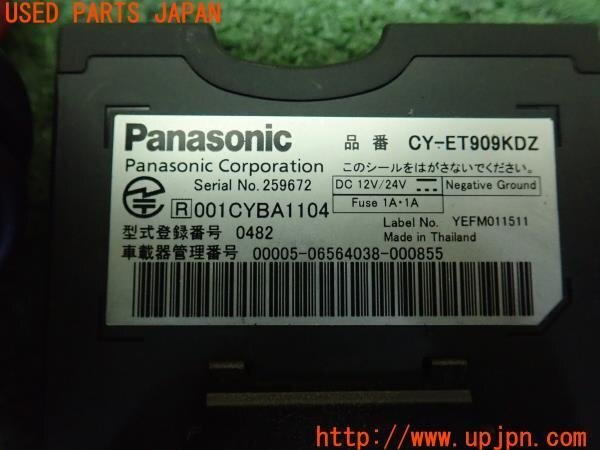 USED PARTS JAPAN
Panasonic 品番 CY-ET909KDZ
Panasonic Corporation このシールをはがさないでください。
Serial No. 259672 DC 12V/24V Negative Ground
R 001CYBA1104 Fuse 1A・1A
Label No. YEFM011511
型式登録番号 0482 Made in Thailand
車載器管理番号 00005-06564038-000855
http://www.upjpn.com/